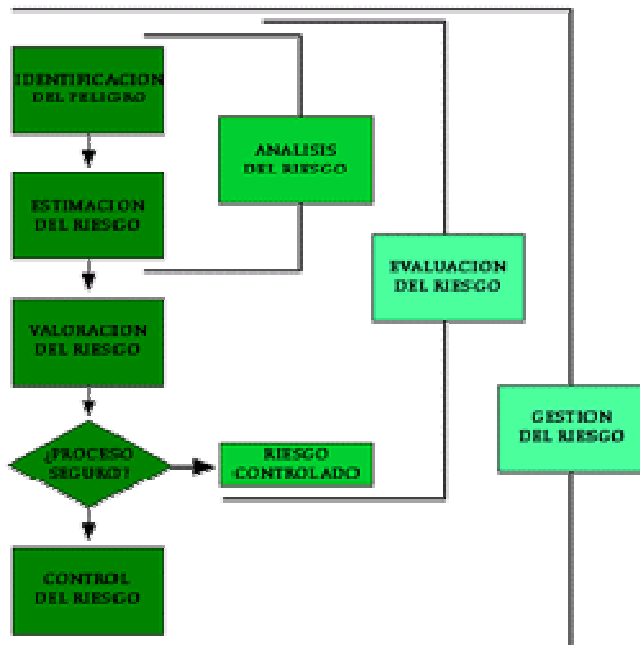 IDENTIFICACION
DEL PELIGRO
ANALISIS
DEL RIESGO
ESTIMACION
DEL RIESGO
EVALUACION
DEL RIESGO
VALORACION
DEL RIESGO
GESTION
DEL RIESGO
¿PROCESO
SEGURO?
RIESGO
CONTROLADO
CONTROL
DEL RIESGO